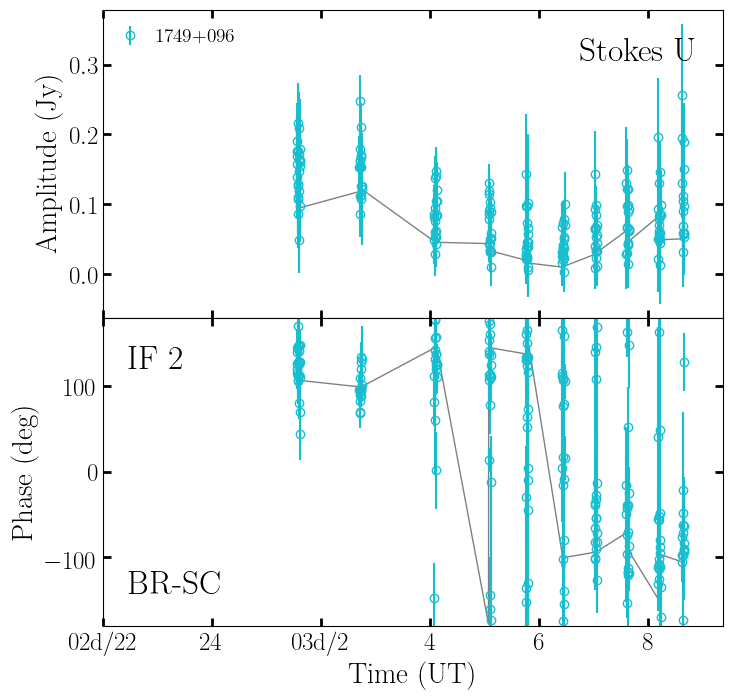 1749+096
Stokes U
Amplitude (Jy)
0.3
0.2
0.1
0.0
IF 2
BR-SC
Phase (deg)
100
0
−100
02d/22
24
03d/2
4
6
8
Time (UT)